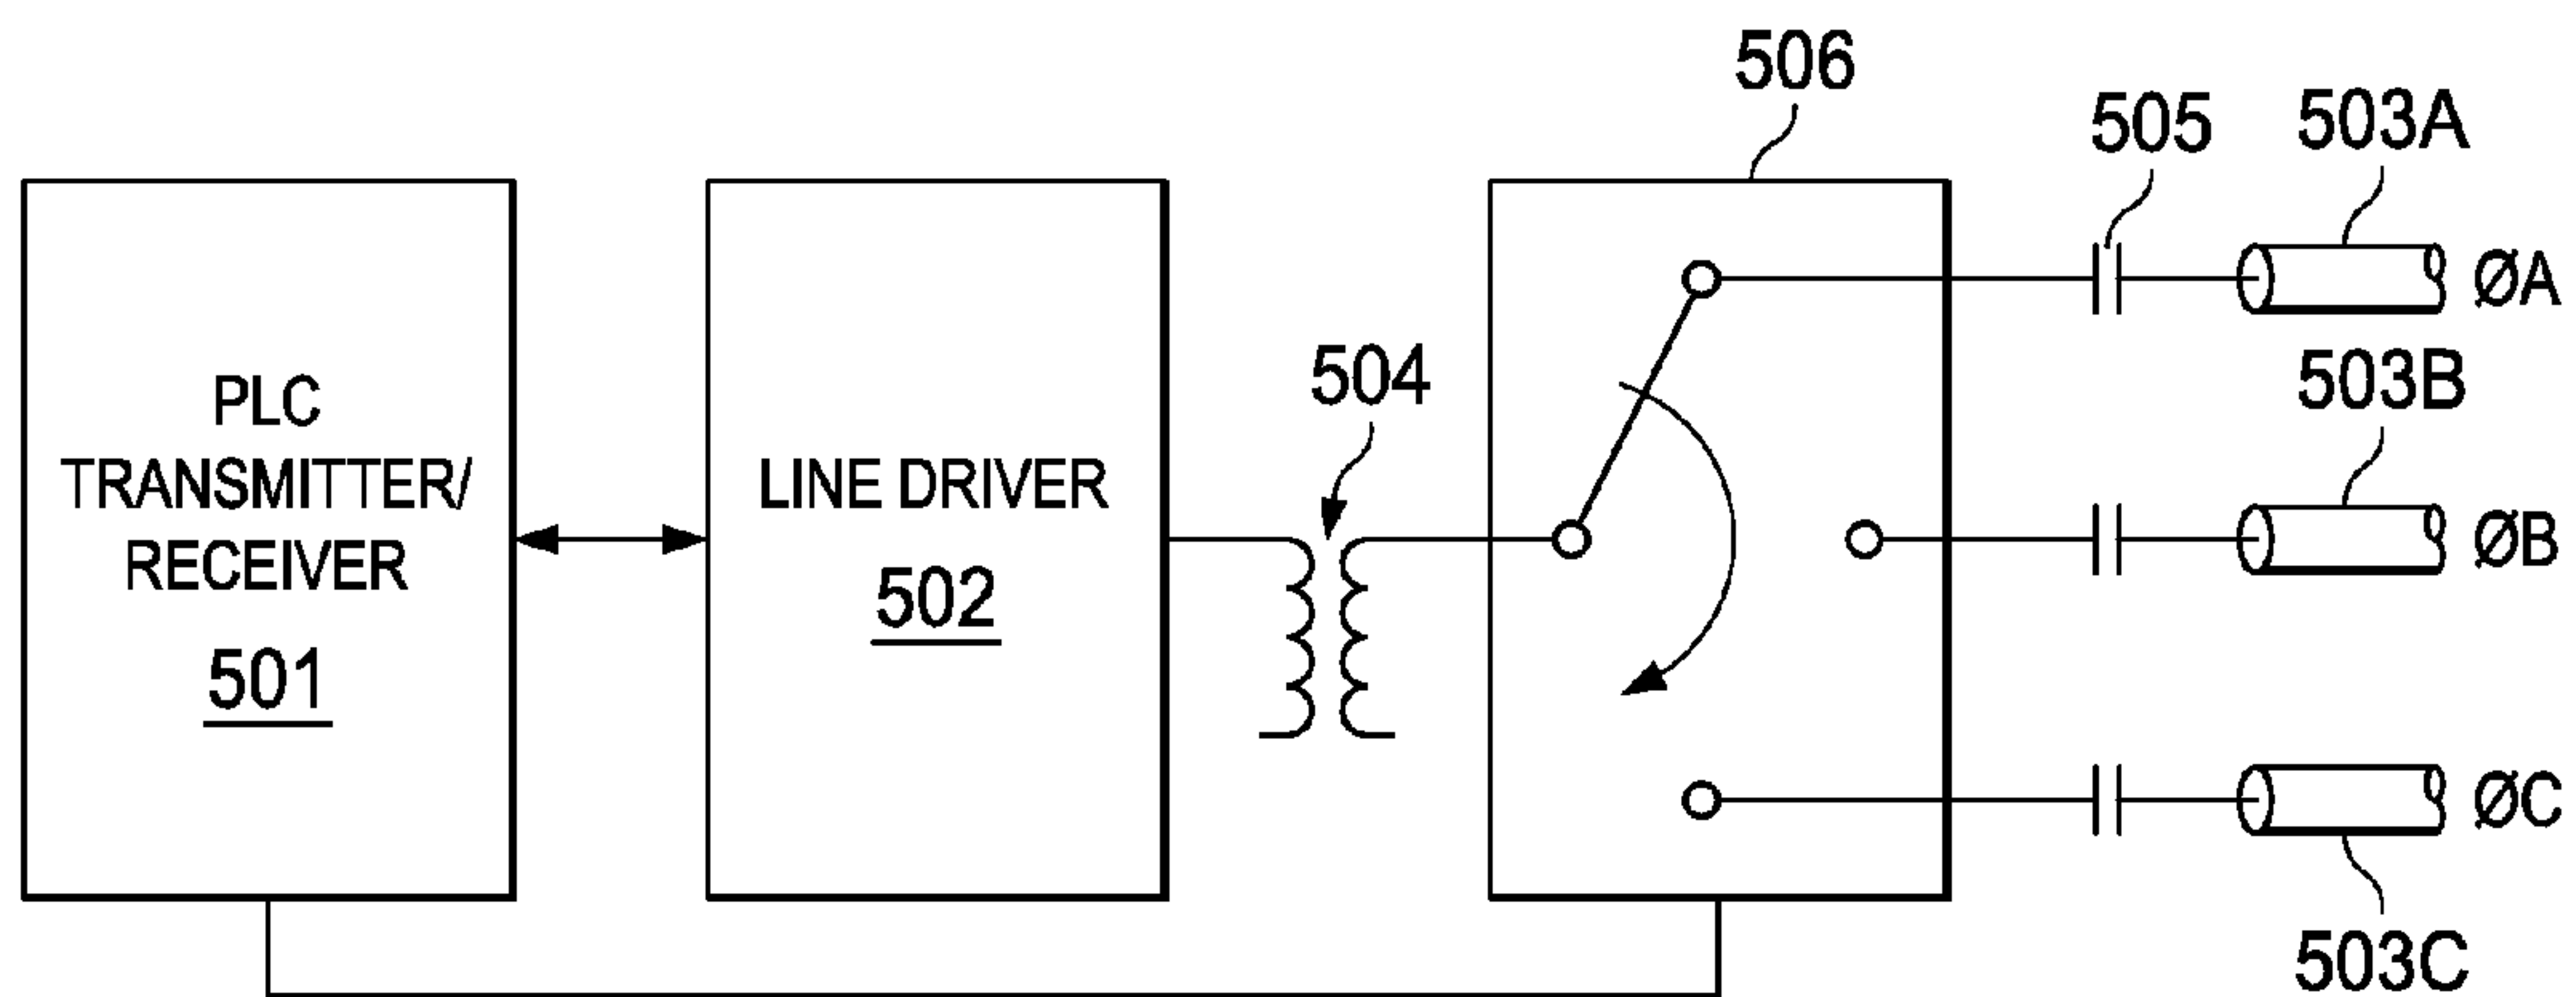 506
505
503A
ØA
PLC
TRANSMITTER/
RECEIVER
501
LINE DRIVER
502
504
503B
ØB
ØC
503C